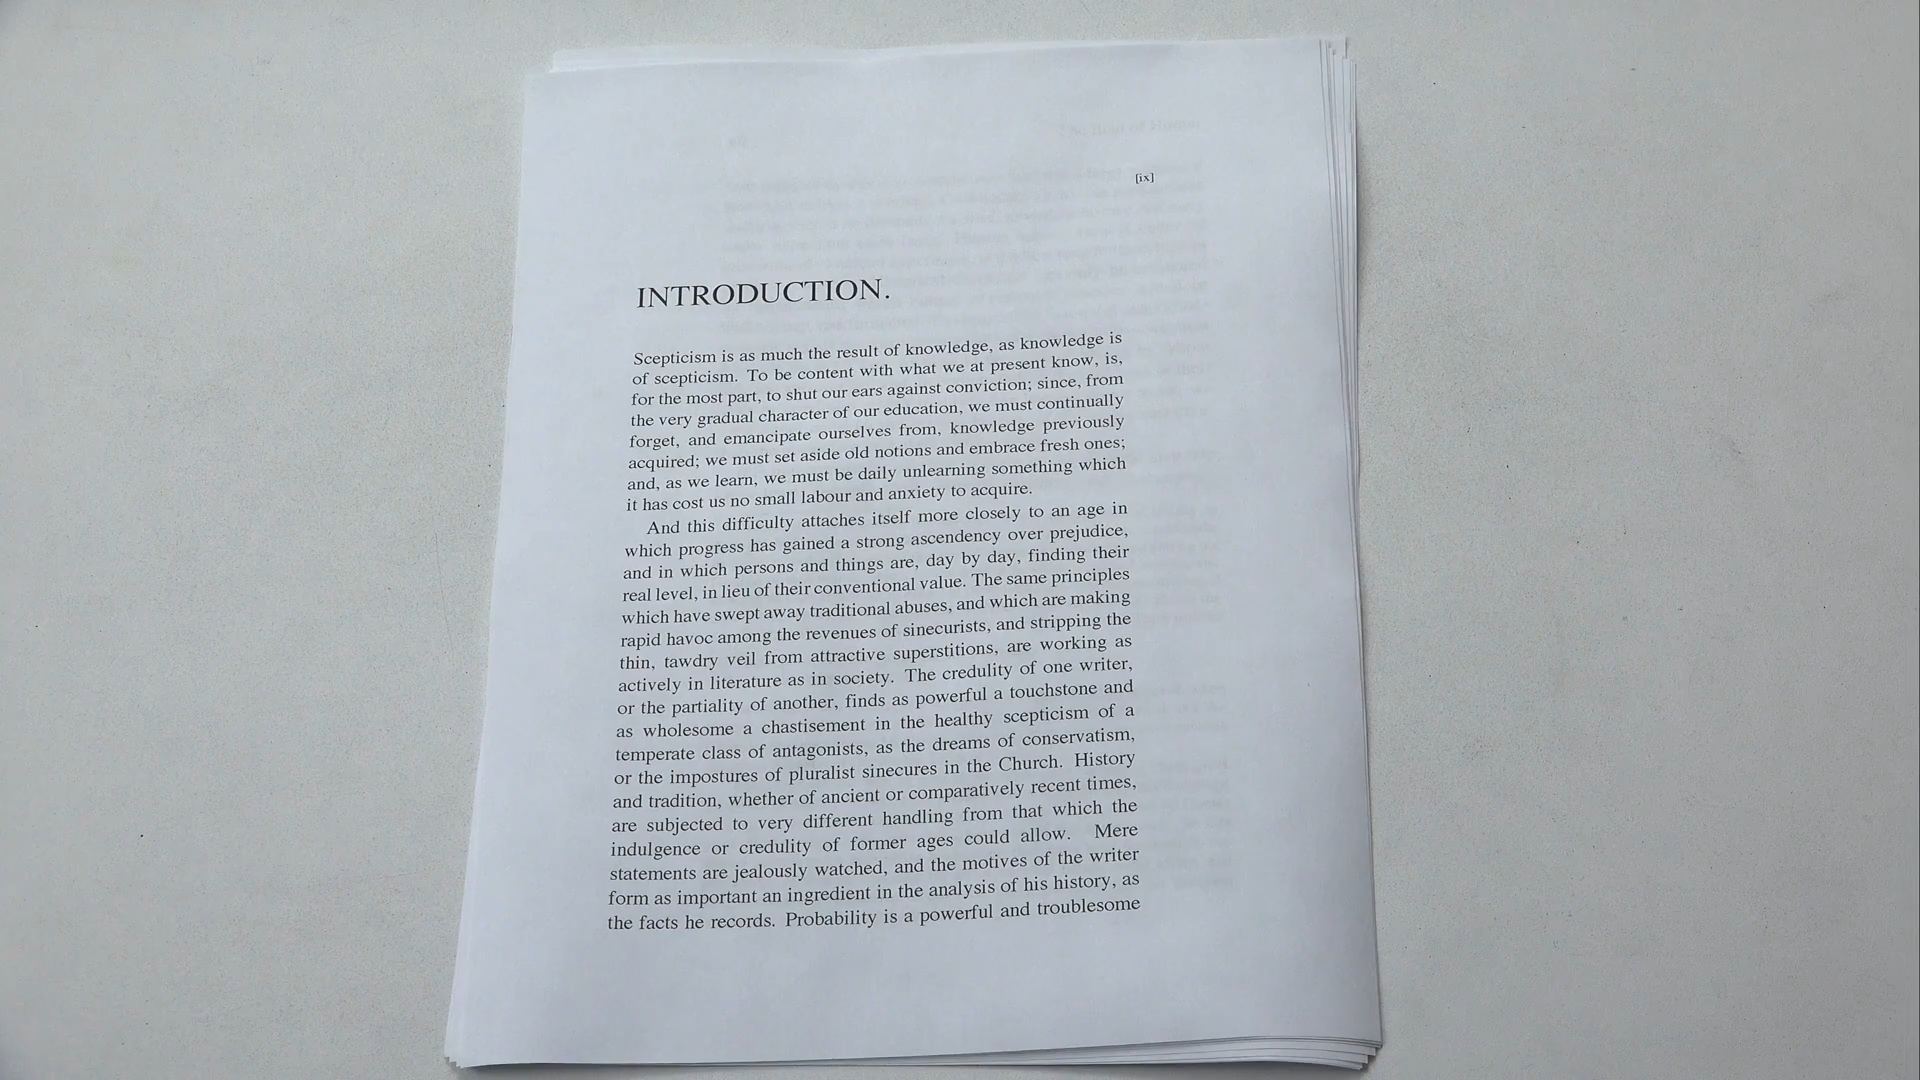 [ix]
INTRODUCTION.
Scepticism is as much the result of knowledge, as knowledge is
of scepticism. To be content with what we at present know, is,
for the most part, to shut our ears against conviction; since, from
the very gradual character of our education, we must continually
forget, and emancipate ourselves from, knowledge previously
acquired; we must set aside old notions and embrace fresh ones;
and, as we learn, we must be daily unlearning something which
it has cost us no small labour and anxiety to acquire.
And this difficulty attaches itself more closely to an age in
which progress has gained a strong ascendency over prejudice,
and in which persons and things are, day by day, finding their
real level, in lieu of their conventional value. The same principles
which have swept away traditional abuses, and which are making
rapid havoc among the revenues of sinecurists, and stripping the
thin, tawdry veil from attractive superstitions, are working as
actively in literature as in society. The credulity of one writer,
or the partiality of another, finds as powerful a touchstone and
as wholesome a chastisement in the healthy scepticism of a
temperate class of antagonists, as the dreams of conservatism,
or the impostures of pluralist sinecures in the Church. History
and tradition, whether of ancient or comparatively recent times,
are subjected to very different handling from that which the
indulgence or credulity of former ages could allow. Mere
statements are jealously watched, and the motives of the writer
form as important an ingredient in the analysis of his history, as
the facts he records. Probability is a powerful and troublesome